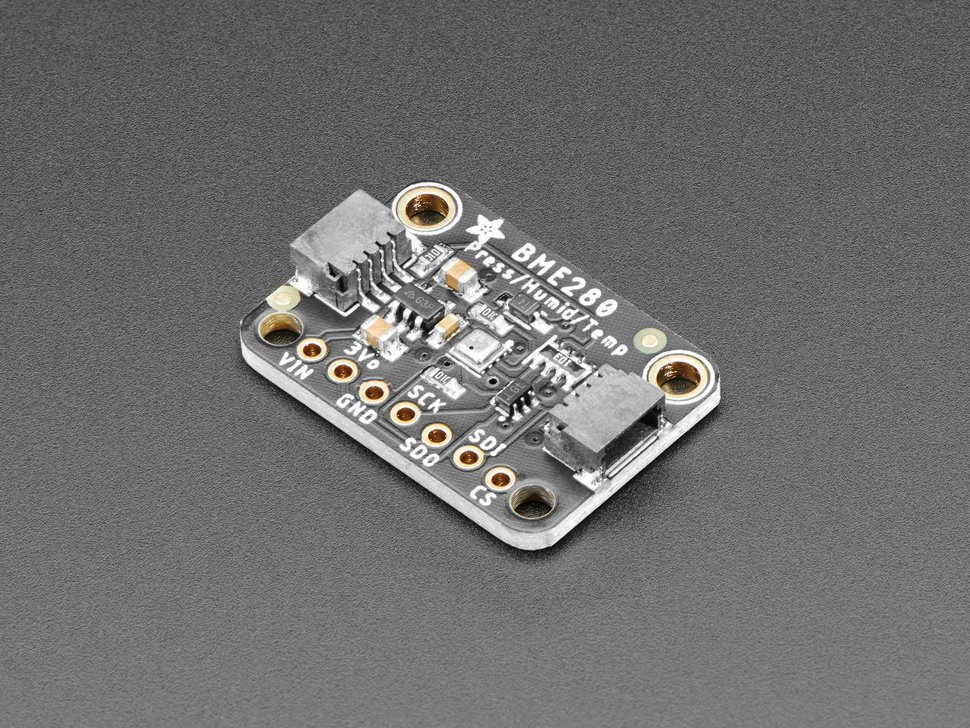 BME280
Press/Humid/Temp
VIN
3Vo
GND
SCK
SDO
SDI
CS